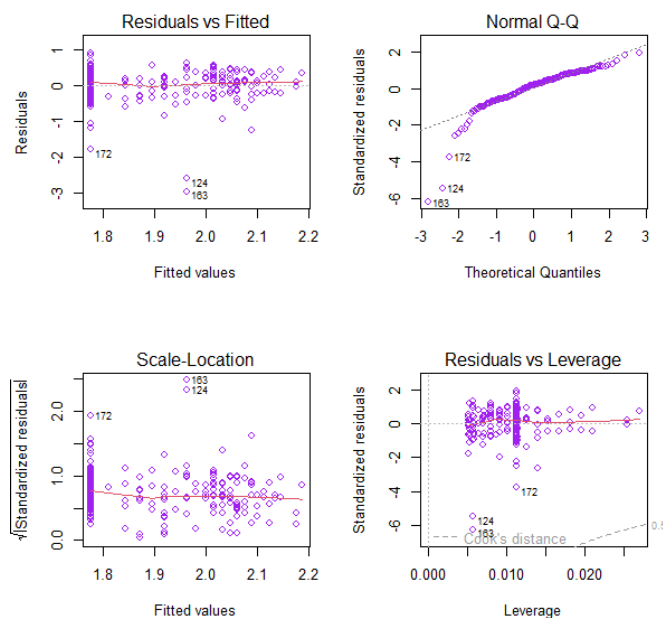 Residuals vs Fitted
Residuals
1
0
-1
-2
-3
172
124
163
1.8 1.9 2.0 2.1 2.2
Fitted values
Normal Q-Q
Standardized residuals
2
0
-2
-4
-6
172
124
163
-3 -2 -1 0 1 2 3
Theoretical Quantiles
Scale-Location
√|Standardized residuals|
2.0
1.0
0.0
163
124
172
1.8 1.9 2.0 2.1 2.2
Fitted values
Residuals vs Leverage
Standardized residuals
2
0
-2
-4
-6
172
124
163
Cook's distance
0.5
0.000 0.010 0.020
Leverage